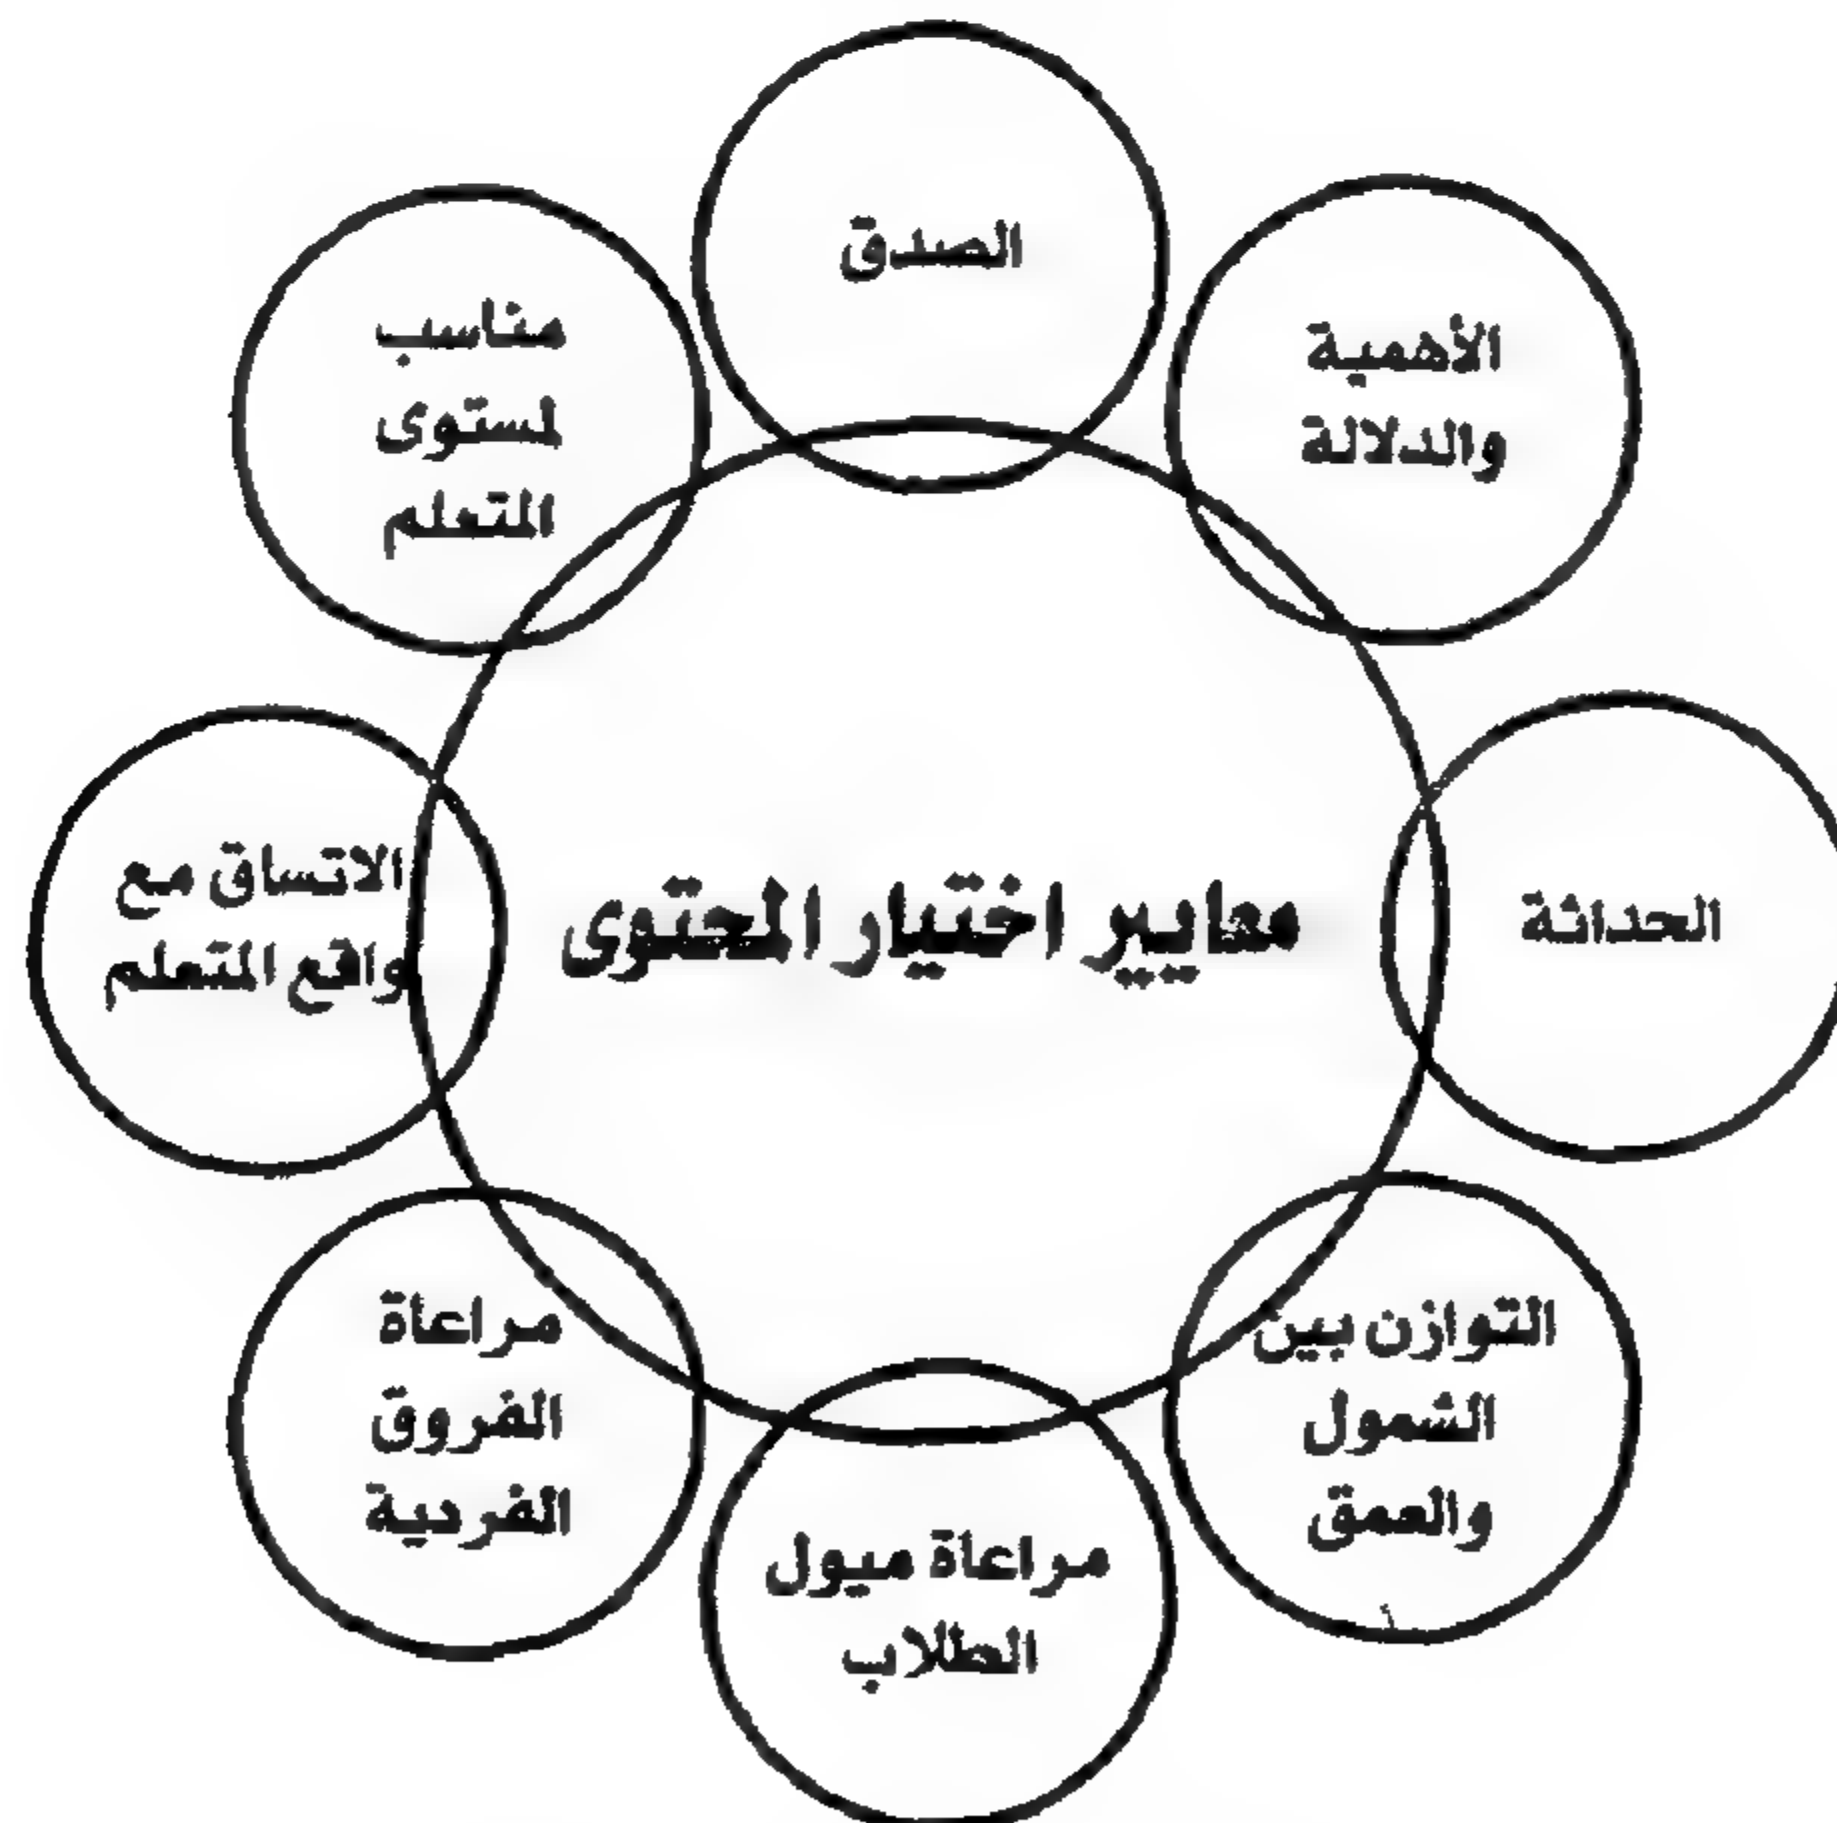 الصدق
الأهمية
والدلالة
الحداثة
التوازن بين
الشمول
والعمق
مراعاة ميول
الطلاب
مراعاة
الفروق
الفردية
الاتساق مع
واقع المتعلم
مناسب
لمستوى
المتعلم
معايير اختيار المحتوى